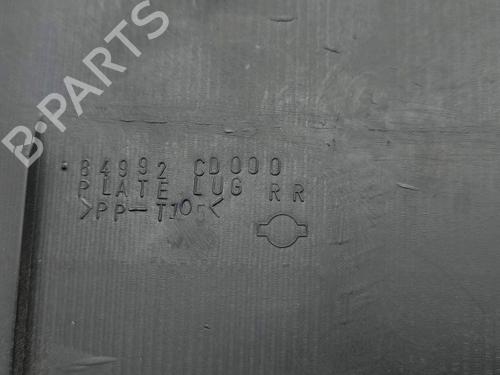 B-PARTS
84992 CD000
PLATE LUG RR
>PP-T10<